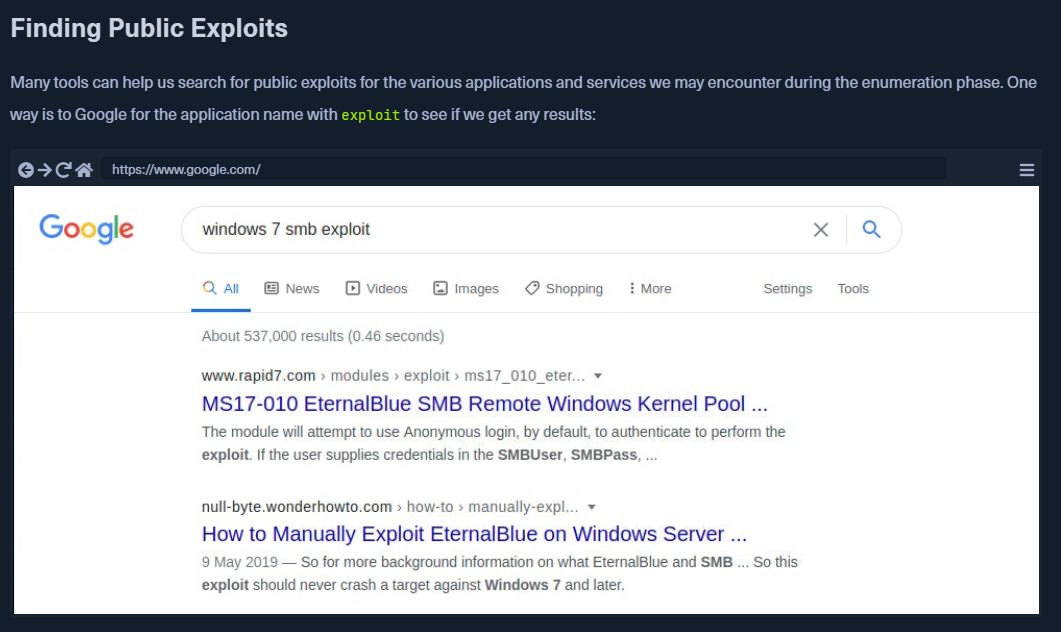 Finding Public Exploits
Many tools can help us search for public exploits for the various applications and services we may encounter during the enumeration phase. One
way is to Google for the application name with exploit to see if we get any results:
https://www.google.com/
Google
windows 7 smb exploit
All News Videos Images Shopping More Settings Tools
About 537,000 results (0.46 seconds)
www.rapid7.com › modules › exploit › ms17_010_eter...
MS17-010 EternalBlue SMB Remote Windows Kernel Pool ...
The module will attempt to use Anonymous login, by default, to authenticate to perform the
exploit. If the user supplies credentials in the SMBUser, SMBPass, ...
null-byte.wonderhowto.com › how-to › manually-expl...
How to Manually Exploit EternalBlue on Windows Server ...
9 May 2019 — So for more background information on what EternalBlue and SMB ... So this
exploit should never crash a target against Windows 7 and later.